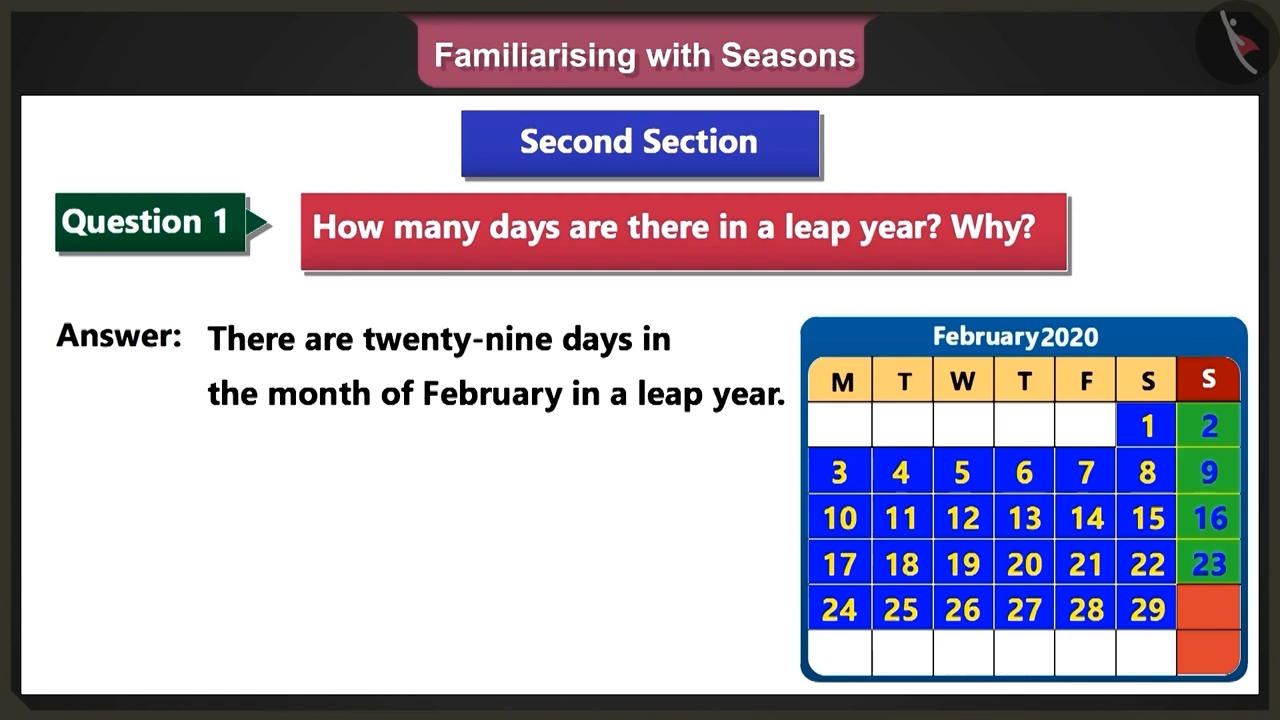 Familiarising with Seasons
Second Section
Question 1
How many days are there in a leap year? Why?
Answer: There are twenty-nine days in
the month of February in a leap year.
February 2020
M T W T F S S
1 2
3 4 5 6 7 8 9
10 11 12 13 14 15 16
17 18 19 20 21 22 23
24 25 26 27 28 29